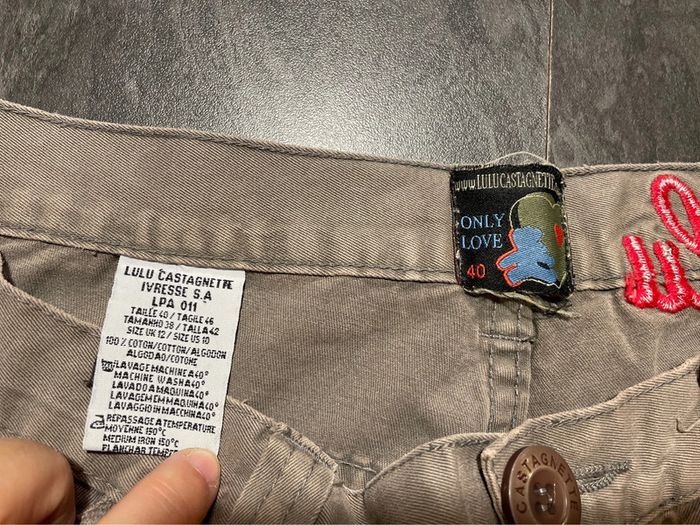 LULU CASTAGNETTE
IVRESSE S.A
LPA 011
TAILLE 40 / TAGLIE 46
TAMANHO 38 / TALLA 42
SIZE UK 12 / SIZE US 10
100 % COTON/COTTON/ALGODON
ALGODAO/COTONE
LAVAGE MACHINE A 40°
MACHINE WASH A 40°
LAVADO A MAQUINA 40°
LAVAGEM EM MAQUINA 40°
LAVAGGIO IN MACCHINA 40°
REPASSAGE A TEMPERATURE
MOYENNE 150°C
MEDIUM IRON 150°C
PLANCHAR
www.LULUCASTAGNETTE
ONLY
LOVE
40
CASTAGNETTE